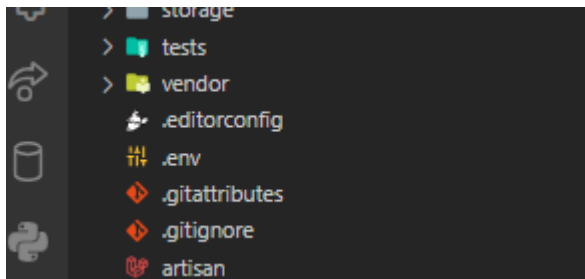 storage
tests
vendor
.editorconfig
.env
.gitattributes
.gitignore
artisan